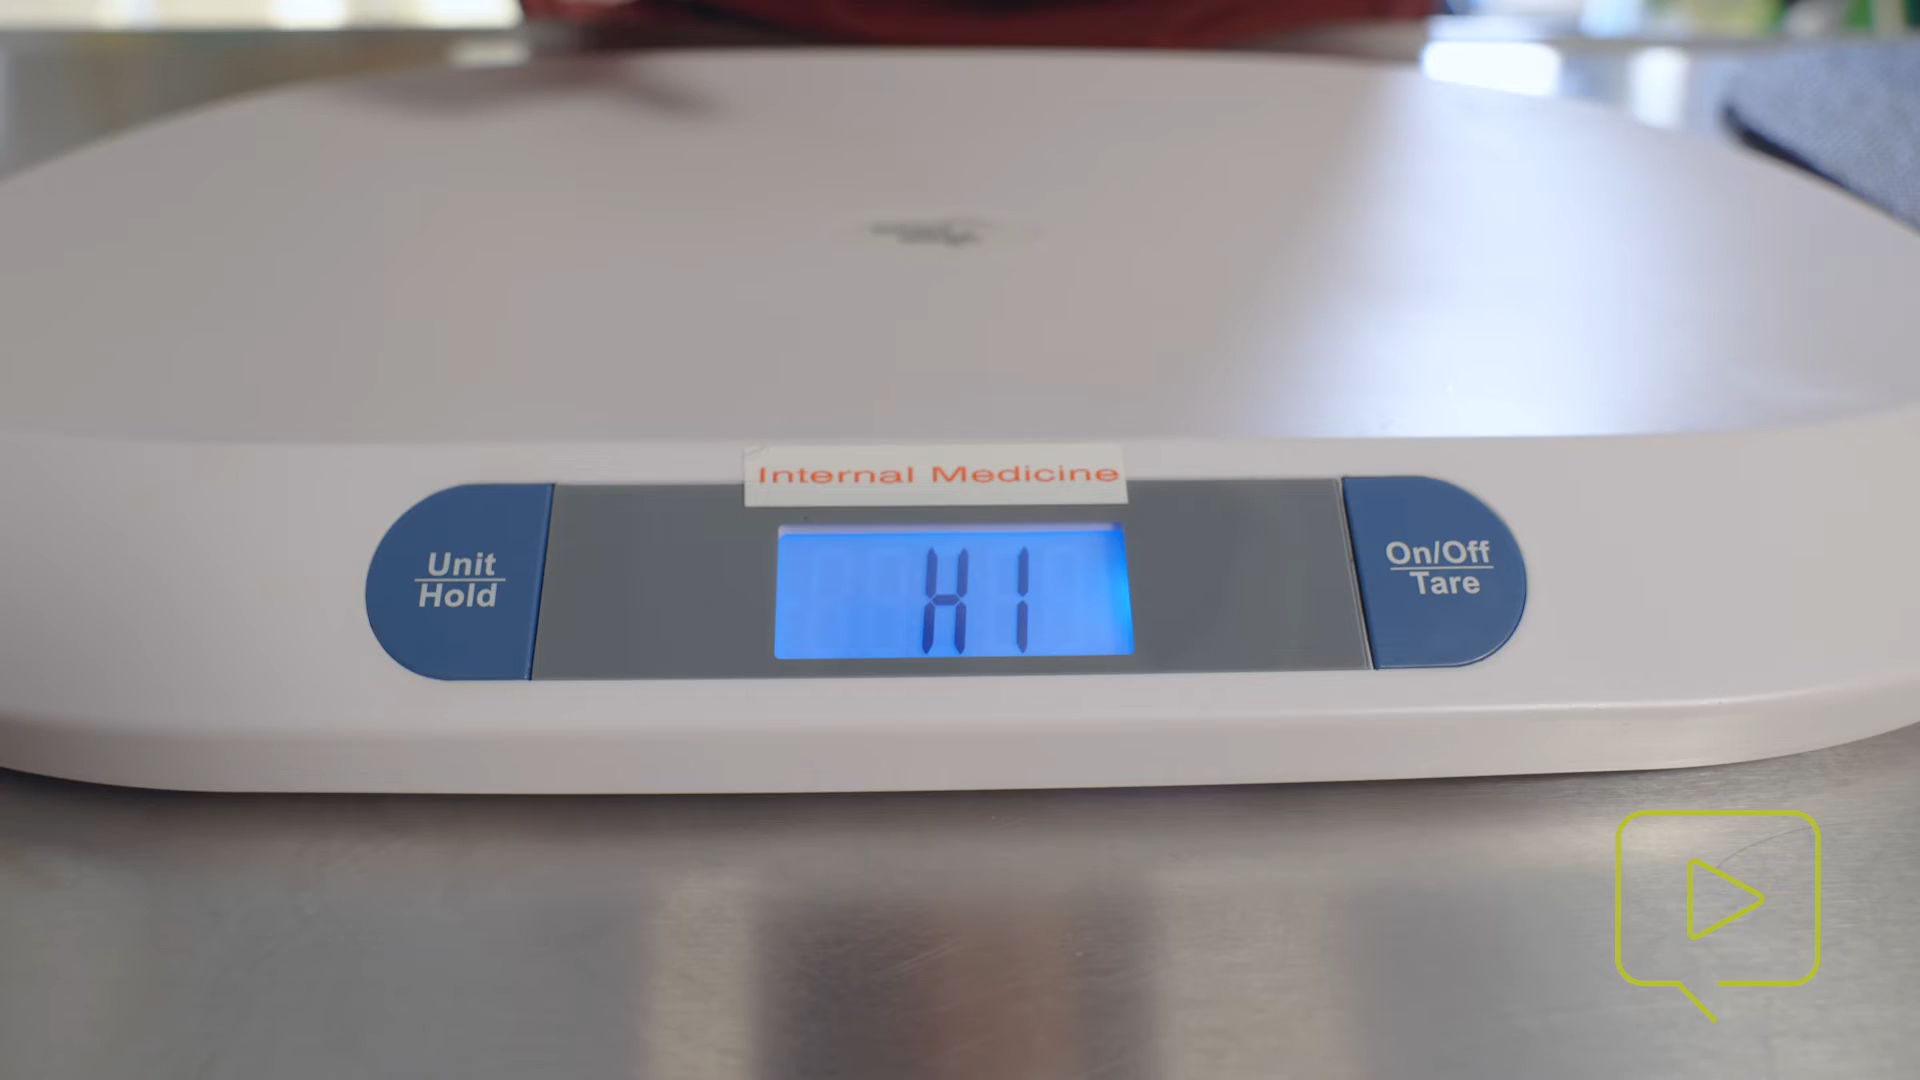 Internal Medicine
Unit
Hold
HI
On/Off
Tare